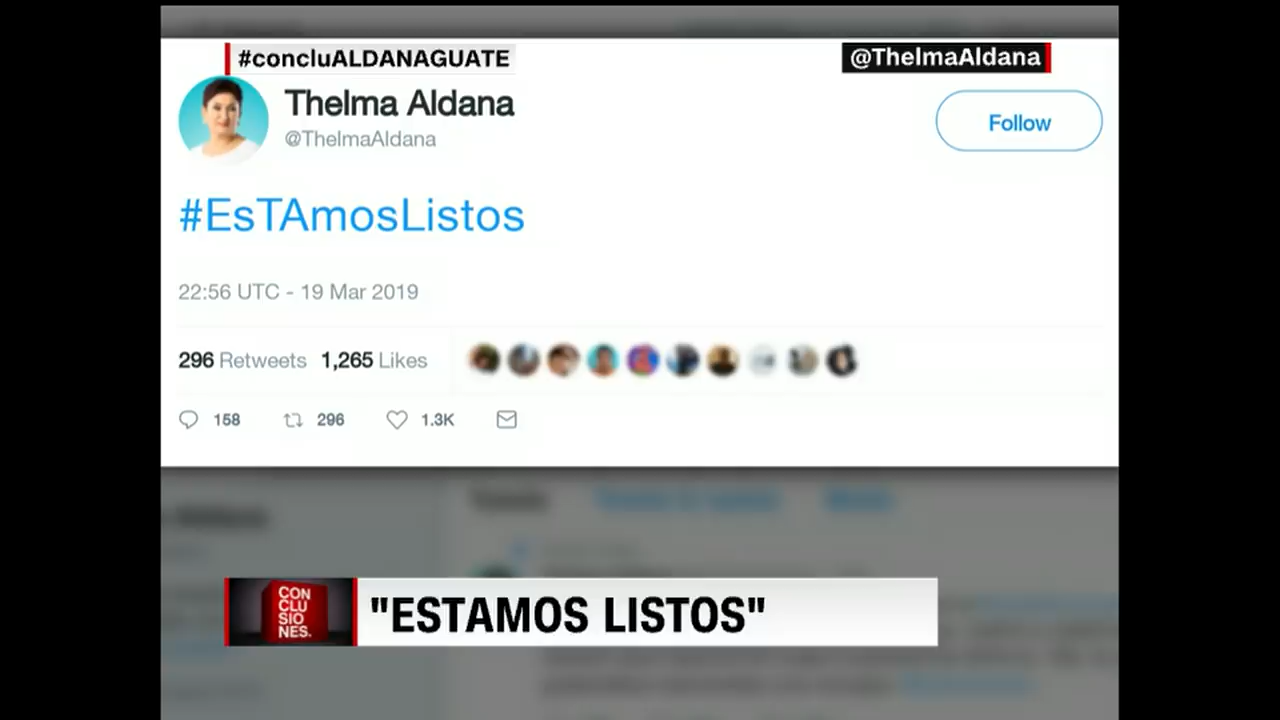 #concluALDANAGUATE
@ThelmaAldana
Thelma Aldana
@ThelmaAldana
Follow
#EsTAmosListos
22:56 UTC - 19 Mar 2019
296 Retweets 1,265 Likes
158 296 1.3K
CON
CLU
SIO
NES.
"ESTAMOS LISTOS"